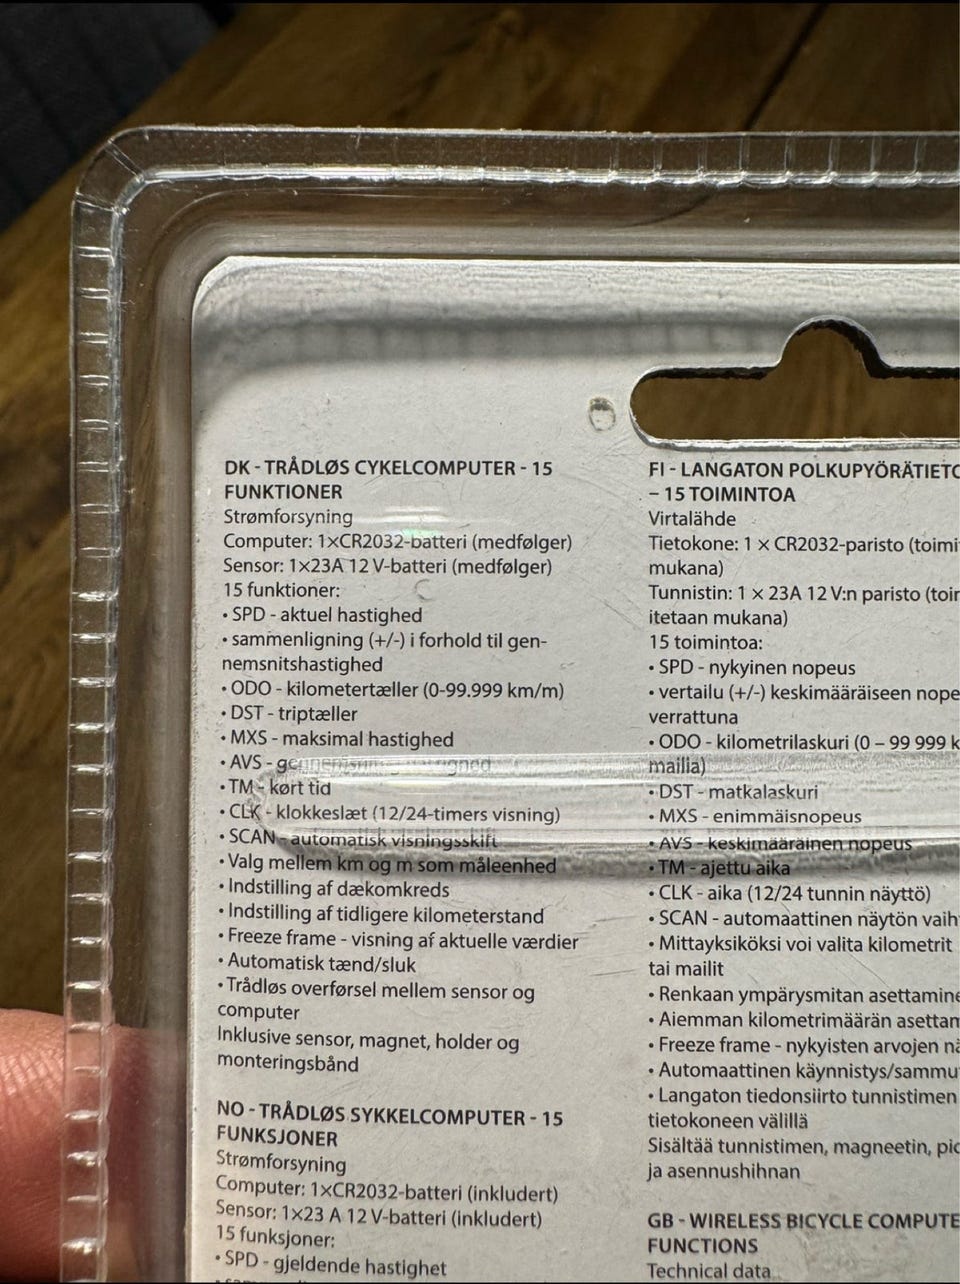 DK - TRÅDLØS CYKELCOMPUTER - 15
FUNKTIONER
Strømforsyning
Computer: 1×CR2032-batteri (medfølger)
Sensor: 1×23A 12 V-batteri (medfølger)
15 funktioner:
• SPD - aktuel hastighed
• sammenligning (+/-) i forhold til gen-
nemsnitshastighed
• ODO - kilometertæller (0-99.999 km/m)
• DST - triptæller
• MXS - maksimal hastighed
• AVS - gennemsnitshastighed
• TM - kørt tid
• CLK - klokkeslæt (12/24-timers visning)
• SCAN - automatisk visningsskift
• Valg mellem km og m som måleenhed
• Indstilling af dækomkreds
• Indstilling af tidligere kilometerstand
• Freeze frame - visning af aktuelle værdier
• Automatisk tænd/sluk
• Trådløs overførsel mellem sensor og
computer
Inklusive sensor, magnet, holder og
monteringsbånd
NO - TRÅDLØS SYKKELCOMPUTER - 15
FUNKSJONER
Strømforsyning
Computer: 1×CR2032-batteri (inkludert)
Sensor: 1×23 A 12 V-batteri (inkludert)
15 funksjoner:
• SPD - gjeldende hastighet
FI - LANGATON POLKUPYÖRÄTIETO
– 15 TOIMINTOA
Virtalähde
Tietokone: 1 × CR2032-paristo (toimi
mukana)
Tunnistin: 1 × 23A 12 V:n paristo (toim
itetaan mukana)
15 toimintoa:
• SPD - nykyinen nopeus
• vertailu (+/-) keskimääräiseen nope
verrattuna
• ODO - kilometrilaskuri (0 – 99 999 k
mailia)
• DST - matkalaskuri
• MXS - enimmäisnopeus
• AVS - keskimääräinen nopeus
• TM - ajettu aika
• CLK - aika (12/24 tunnin näyttö)
• SCAN - automaattinen näytön vaih
• Mittayksiköksi voi valita kilometrit
tai mailit
• Renkaan ympärysmitan asettamine
• Aiemman kilometrimäärän asettam
• Freeze frame - nykyisten arvojen nä
• Automaattinen käynnistys/sammu
• Langaton tiedonsiirto tunnistimen
tietokoneen välillä
Sisältää tunnistimen, magneetin, pid
ja asennushihnan
GB - WIRELESS BICYCLE COMPUTE
FUNCTIONS
Technical data